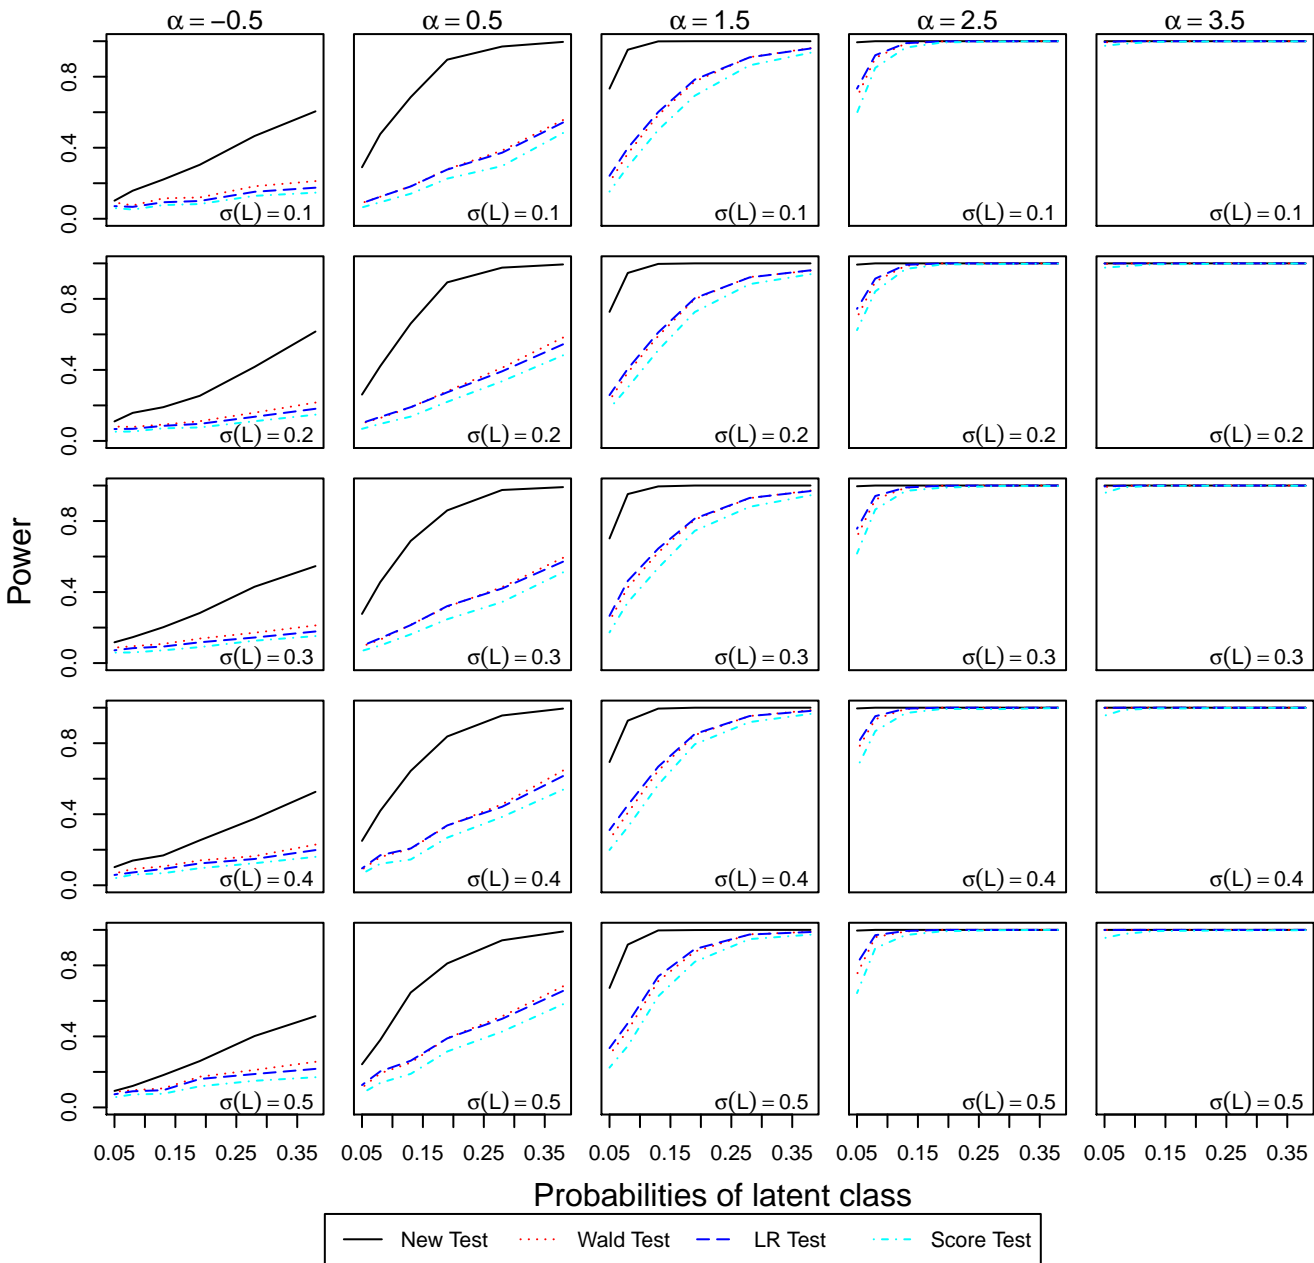 α = −0.5 α = 0.5 α = 1.5 α = 2.5 α = 3.5
0.8
0.4
0.0
σ(L) = 0.1 σ(L) = 0.1 σ(L) = 0.1 σ(L) = 0.1 σ(L) = 0.1
0.8
0.4
0.0
σ(L) = 0.2 σ(L) = 0.2 σ(L) = 0.2 σ(L) = 0.2 σ(L) = 0.2
Power
0.8
0.4
0.0
σ(L) = 0.3 σ(L) = 0.3 σ(L) = 0.3 σ(L) = 0.3 σ(L) = 0.3
0.8
0.4
0.0
σ(L) = 0.4 σ(L) = 0.4 σ(L) = 0.4 σ(L) = 0.4 σ(L) = 0.4
0.8
0.4
0.0
σ(L) = 0.5 σ(L) = 0.5 σ(L) = 0.5 σ(L) = 0.5 σ(L) = 0.5
0.05 0.15 0.25 0.35 0.05 0.15 0.25 0.35 0.05 0.15 0.25 0.35 0.05 0.15 0.25 0.35 0.05 0.15 0.25 0.35
Probabilities of latent class
New Test Wald Test LR Test Score Test